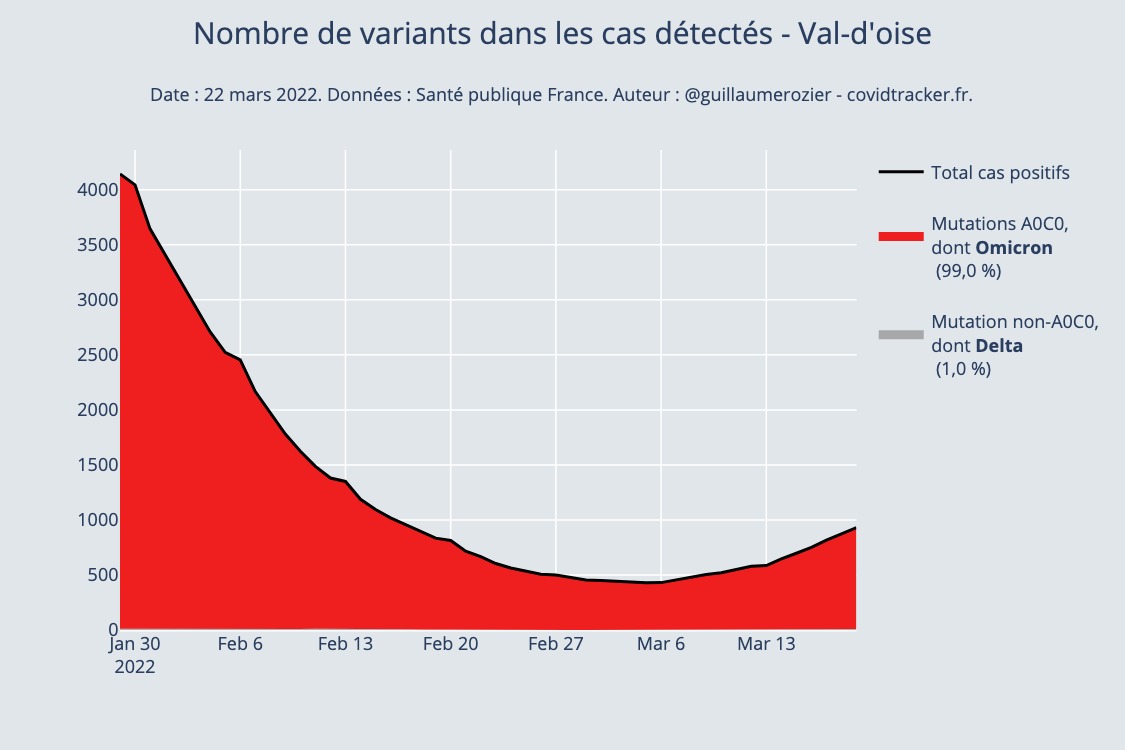 Nombre de variants dans les cas détectés - Val-d'oise
Date : 22 mars 2022. Données : Santé publique France. Auteur : @guillaumerozier - covidtracker.fr.
4000
3500
3000
2500
2000
1500
1000
500
0
Jan 30
2022
Feb 6
Feb 13
Feb 20
Feb 27
Mar 6
Mar 13
Total cas positifs
Mutations A0C0,
dont Omicron
(99,0 %)
Mutation non-A0C0,
dont Delta
(1,0 %)